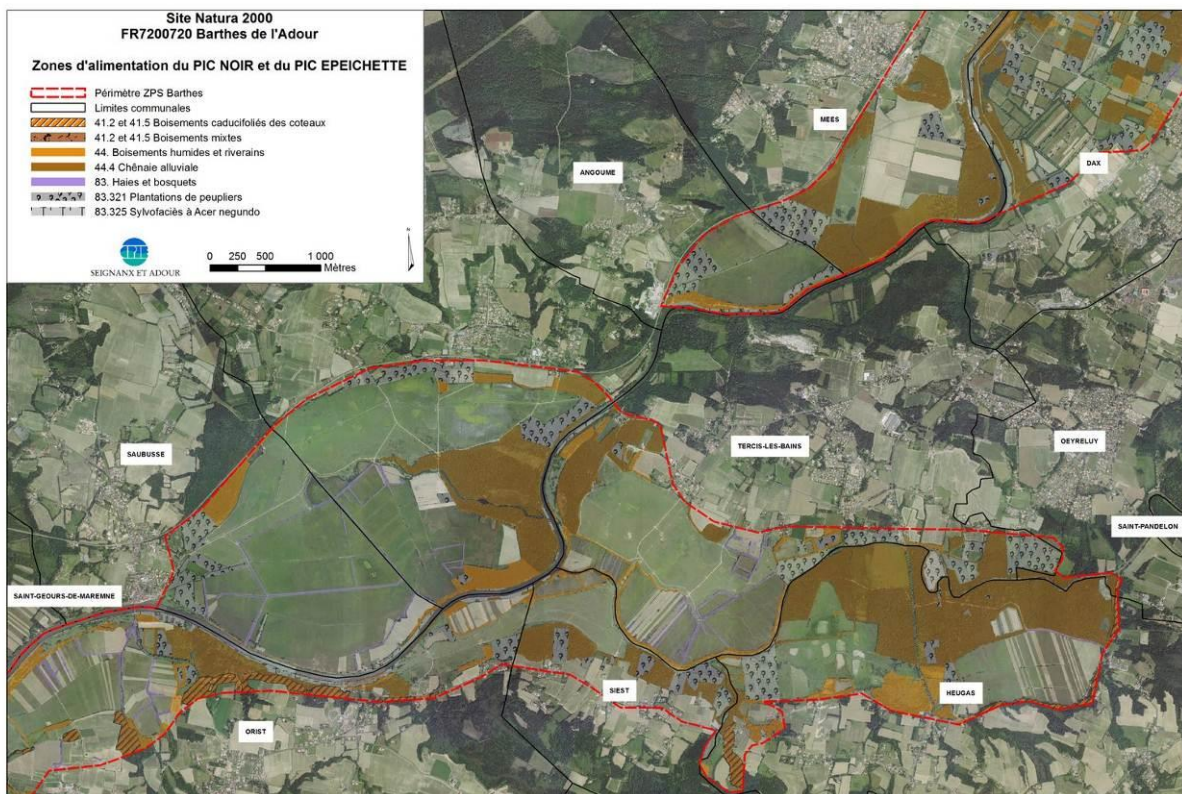 Site Natura 2000
FR7200720 Barthes de l'Adour
Zones d'alimentation du PIC NOIR et du PIC EPEICHETTE
Périmètre ZPS Barthes
Limites communales
41.2 et 41.5 Boisements caducifoliés des coteaux
41.2 et 41.5 Boisements mixtes
44. Boisements humides et riverains
44.4 Chênaie alluviale
83. Haies et bosquets
83.321 Plantations de peupliers
83.325 Sylvofaciès à Acer negundo
CPIE
SEIGNANX ET ADOUR
0 250 500 1 000
Mètres
N
MEES
DAX
ANGOUME
SAUBUSSE
TERCIS-LES-BAINS
OEYRELUY
SAINT-PANDELON
SAINT-GEOURS-DE-MAREMNE
SIEST
HEUGAS
ORIST